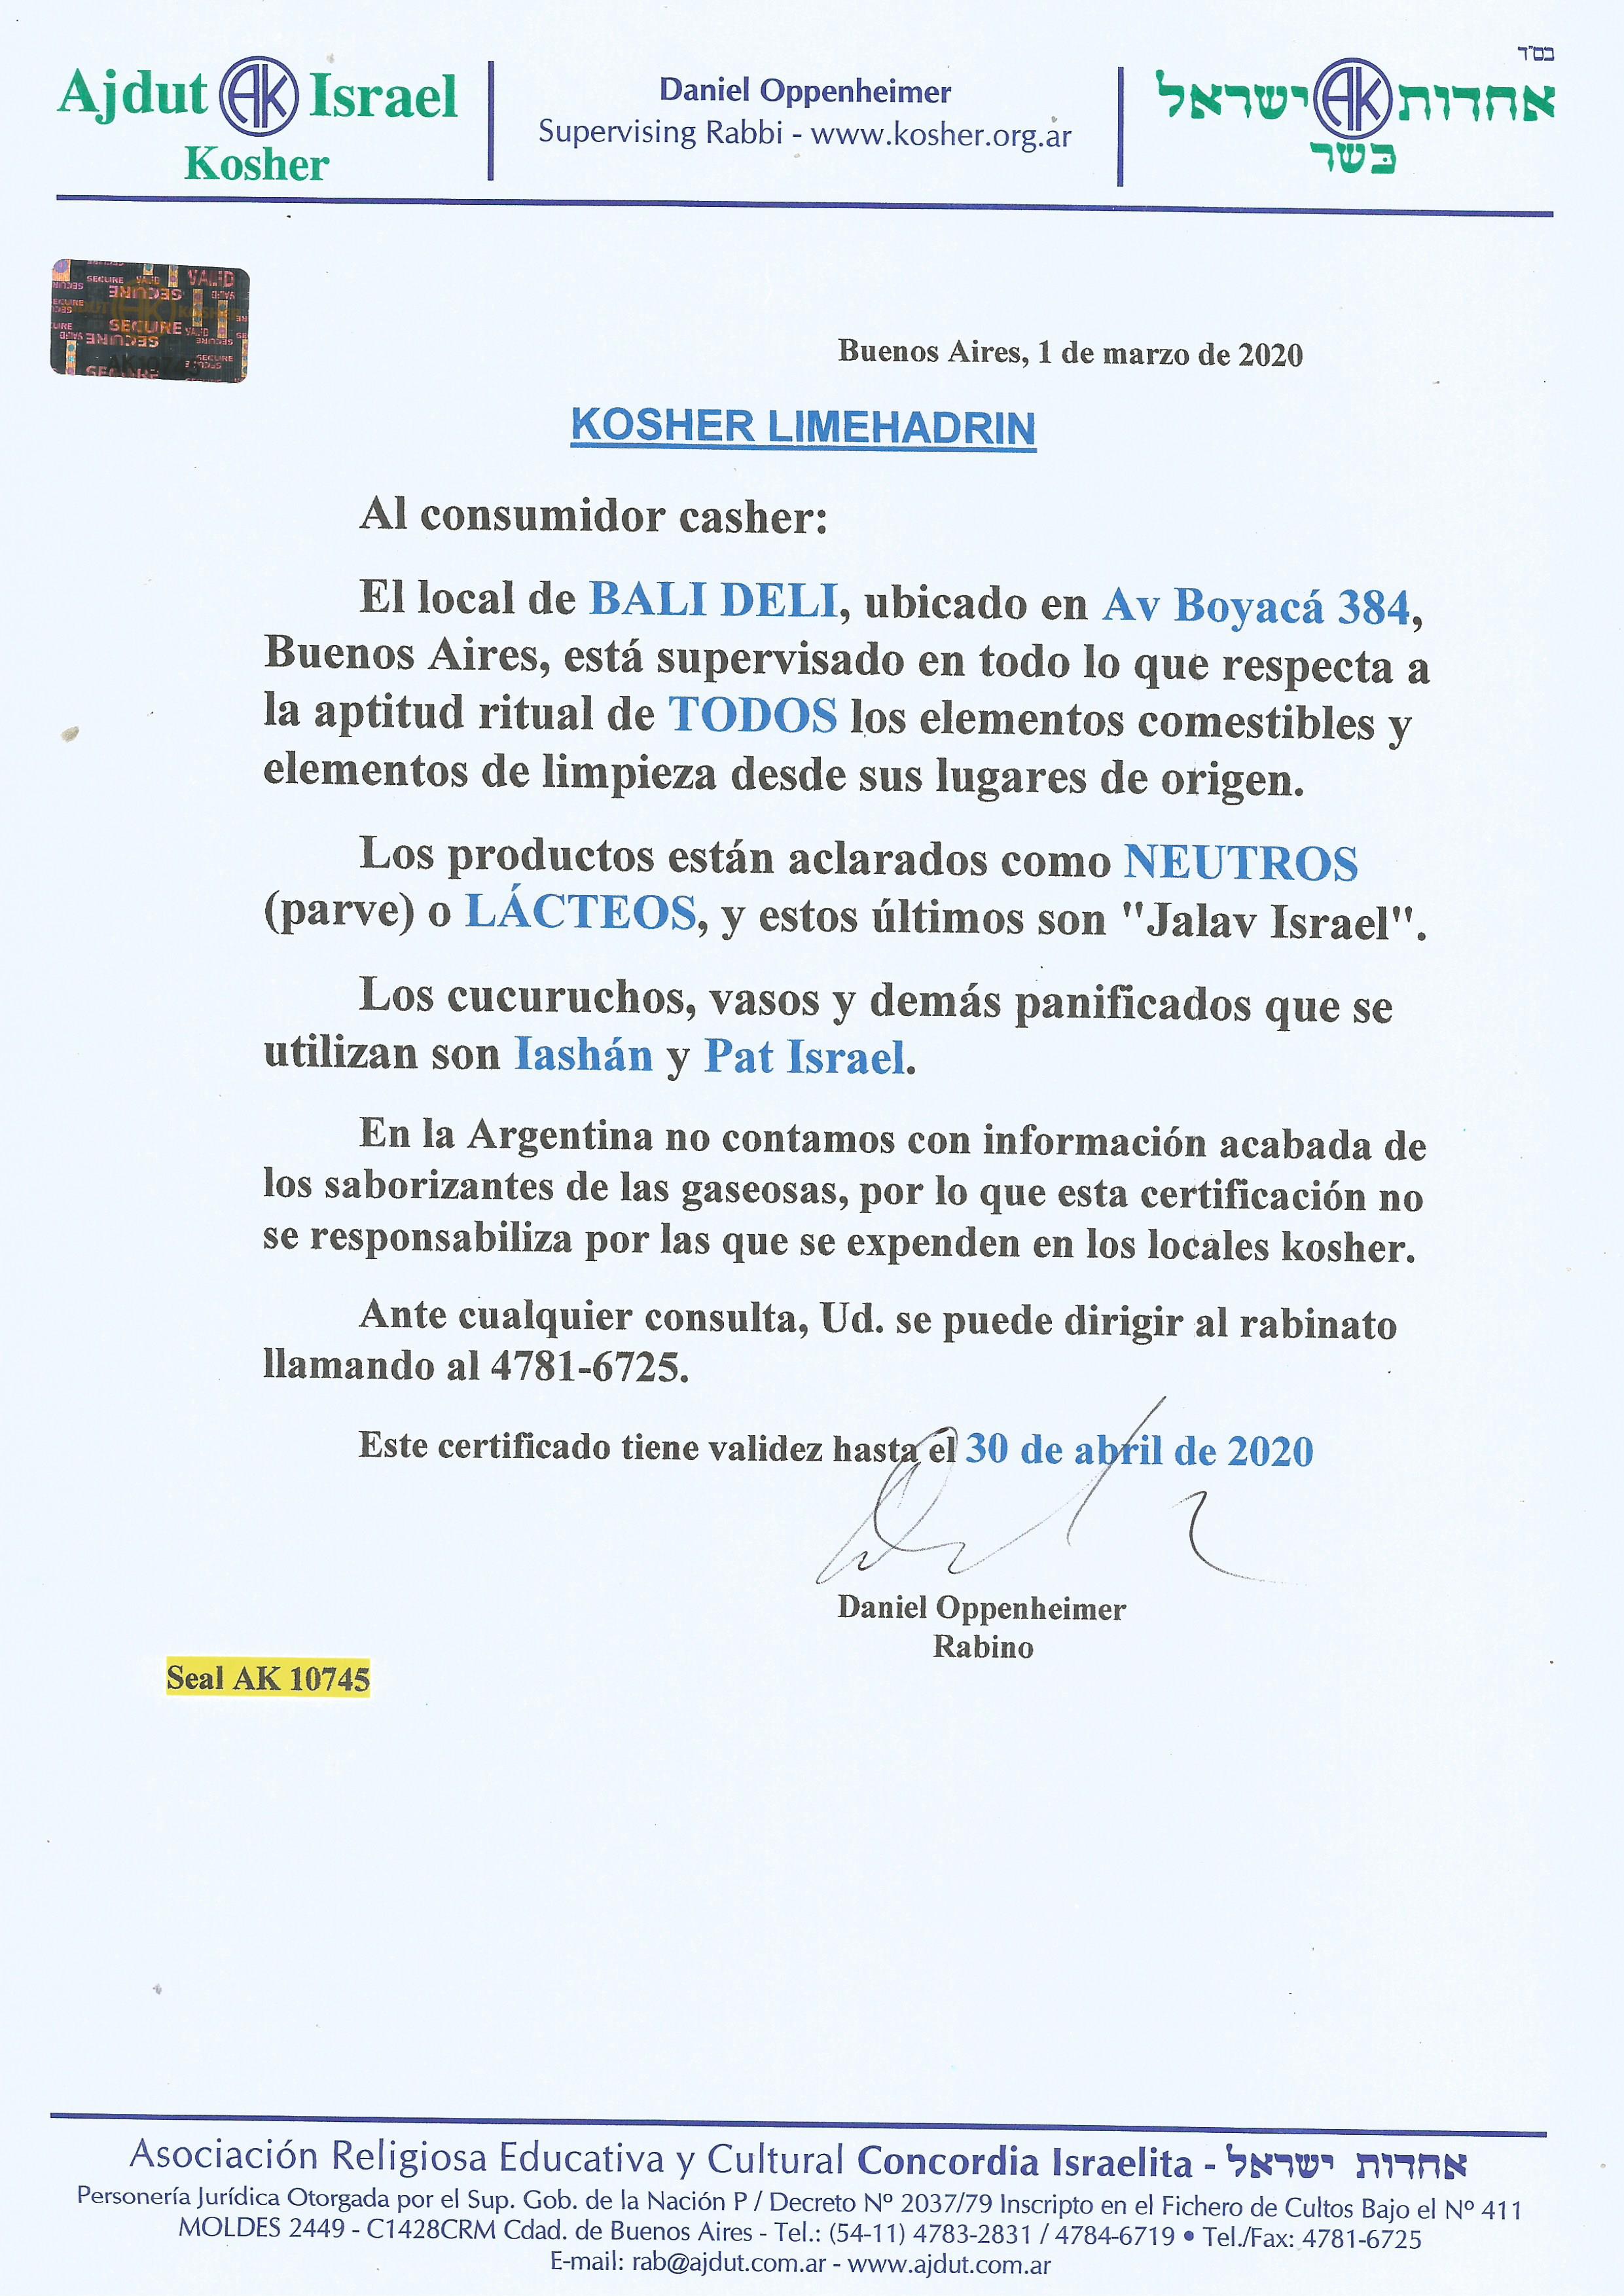 בס"ד
Ajdut AK Israel
Kosher
Daniel Oppenheimer
Supervising Rabbi - www.kosher.org.ar
אחדות AK ישראל
כשר
VALID
SECURE
SECURE
SECURE
AK10745
Buenos Aires, 1 de marzo de 2020
KOSHER LIMEHADRIN
Al consumidor casher:
El local de BALI DELI, ubicado en Av Boyacá 384,
Buenos Aires, está supervisado en todo lo que respecta a
la aptitud ritual de TODOS los elementos comestibles y
elementos de limpieza desde sus lugares de origen.
Los productos están aclarados como NEUTROS
(parve) o LÁCTEOS, y estos últimos son "Jalav Israel".
Los cucuruchos, vasos y demás panificados que se
utilizan son Iashán y Pat Israel.
En la Argentina no contamos con información acabada de
los saborizantes de las gaseosas, por lo que esta certificación no
se responsabiliza por las que se expenden en los locales kosher.
Ante cualquier consulta, Ud. se puede dirigir al rabinato
llamando al 4781-6725.
Este certificado tiene validez hasta el 30 de abril de 2020
Daniel Oppenheimer
Rabino
Seal AK 10745
Asociación Religiosa Educativa y Cultural Concordia Israelita - אחדות ישראל
Personería Jurídica Otorgada por el Sup. Gob. de la Nación P / Decreto Nº 2037/79 Inscripto en el Fichero de Cultos Bajo el Nº 411
MOLDES 2449 - C1428CRM Cdad. de Buenos Aires - Tel.: (54-11) 4783-2831 / 4784-6719 • Tel./Fax: 4781-6725
E-mail: rab@ajdut.com.ar - www.ajdut.com.ar